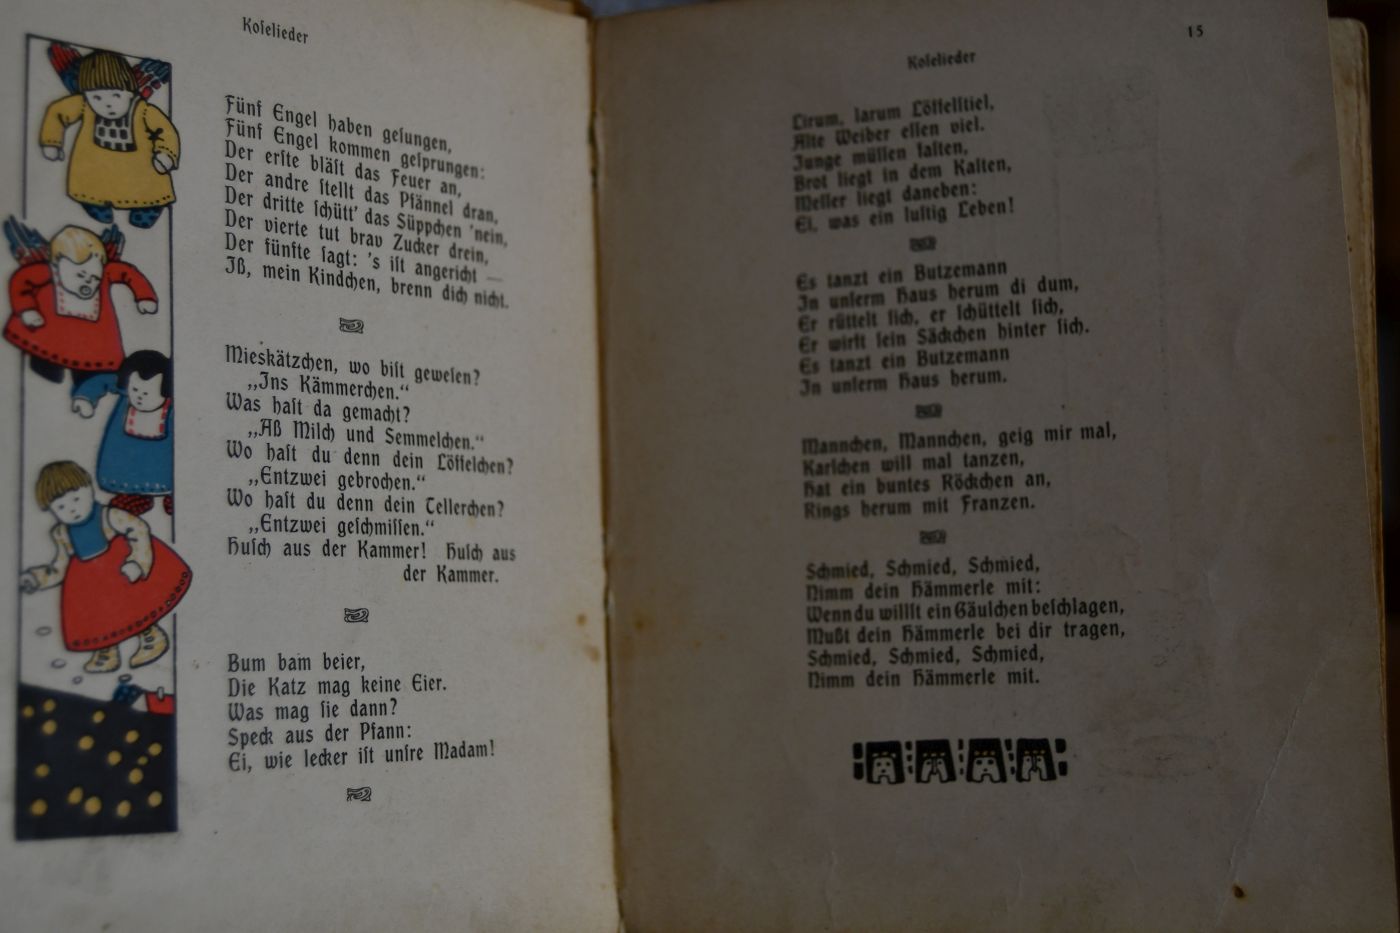 Koſelieder
Fünf Engel haben geſungen,
Fünf Engel kommen geſprungen:
Der erſte bläſt das Feuer an,
Der andre ſtellt das Pfännel dran,
Der dritte ſchütt' das Süppchen 'nein,
Der vierte tut brav Zucker drein,
Der fünfte ſagt: 's iſt angericht —
Iß, mein Kindchen, brenn dich nicht.
Mieskätzchen, wo biſt geweſen?
„Ins Kämmerchen.“
Was haſt da gemacht?
„Aß Milch und Semmelchen.“
Wo haſt du denn dein Löffelchen?
„Entzwei gebrochen.“
Wo haſt du denn dein Tellerchen?
„Entzwei geſchmiſſen.“
Huſch aus der Kammer! Huſch aus
der Kammer.
Bum bam beier,
Die Katz mag keine Eier.
Was mag ſie dann?
Speck aus der Pfann:
Ei, wie lecker iſt unſre Madam!
15
Koſelieder
Lirum, larum Löffelſtiel,
Alte Weiber eſſen viel.
Junge müſſen faſten,
Brot liegt in dem Kaſten,
Meſſer liegt daneben:
Ei, was ein luſtig Leben!
Es tanzt ein Butzemann
In unſerm Haus herum di dum,
Er rüttelt ſich, er ſchüttelt ſich,
Er wirft ſein Säckchen hinter ſich.
Es tanzt ein Butzemann
In unſerm Haus herum.
Mannchen, Mannchen, geig mir mal,
Karlchen will mal tanzen,
Hat ein buntes Röckchen an,
Rings herum mit Franzen.
Schmied, Schmied, Schmied,
Nimm dein Hämmerle mit:
Wenn du willſt ein Gäulchen beſchlagen,
Mußt dein Hämmerle bei dir tragen,
Schmied, Schmied, Schmied,
Nimm dein Hämmerle mit.